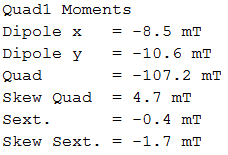 Quad1 Moments
Dipole x = -8.5 mT
Dipole y = -10.6 mT
Quad = -107.2 mT
Skew Quad = 4.7 mT
Sext. = -0.4 mT
Skew Sext. = -1.7 mT